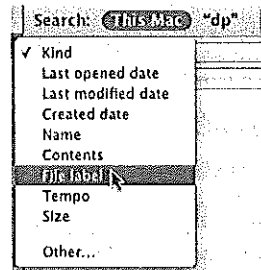 Search: This Mac "dp"
✓ Kind
Last opened date
Last modified date
Created date
Name
Contents
File label
Tempo
Size
Other...